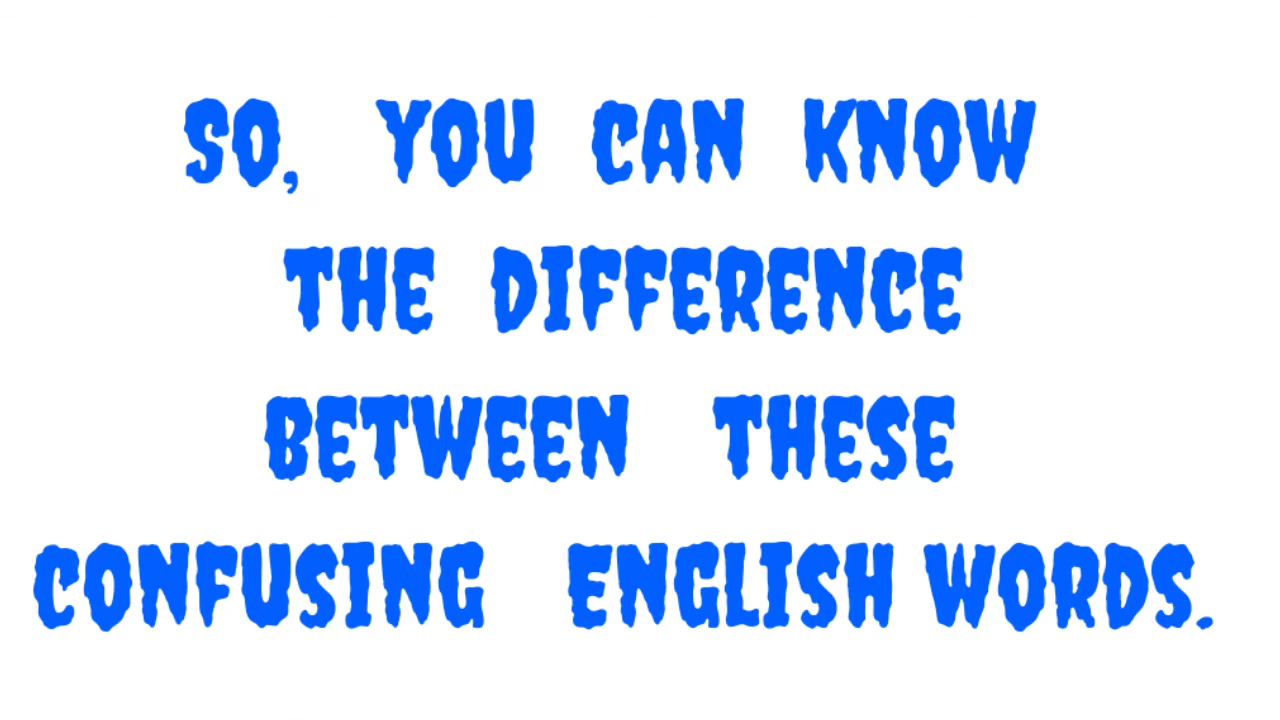 SO, YOU CAN KNOW
THE DIFFERENCE
BETWEEN THESE
CONFUSING ENGLISH WORDS.